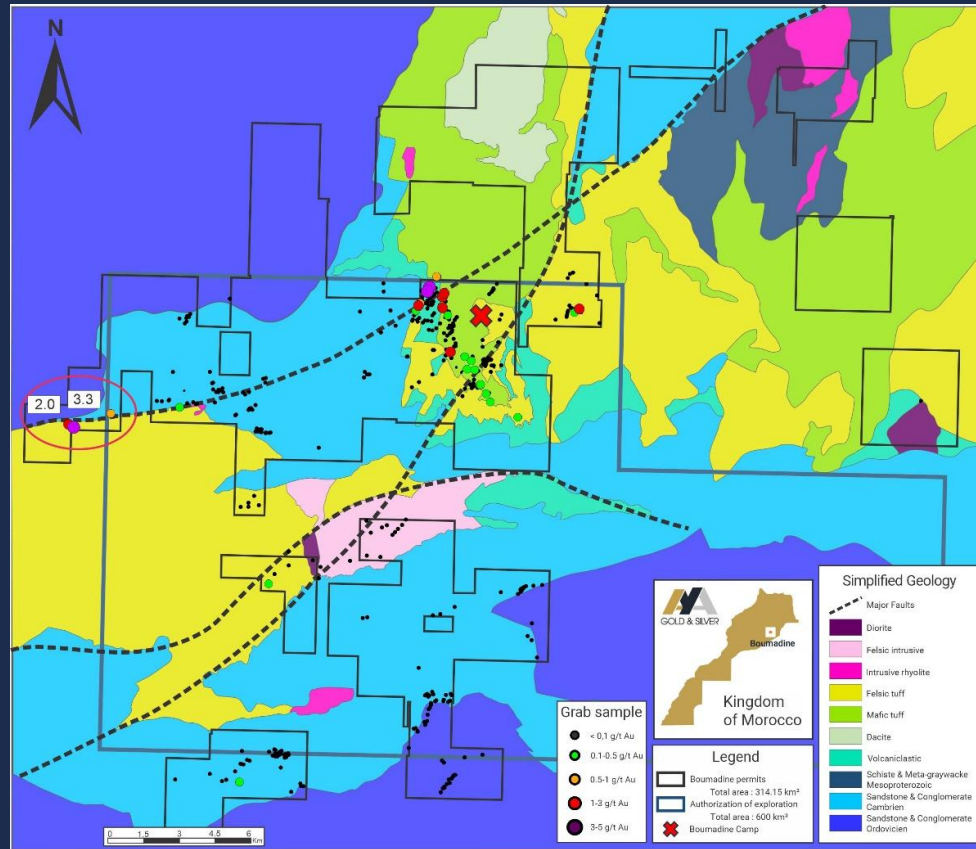 N
2.0
3.3
0 1.5 3 4.5 6
Km
Grab sample
< 0,1 g/t Au
0.1-0.5 g/t Au
0.5-1 g/t Au
1-3 g/t Au
3-5 g/t Au
AYA
GOLD & SILVER
Boumadine
Kingdom
of Morocco
Legend
Boumadine permits
Total area : 314.15 km²
Authorization of exploration
Total area : 600 km²
Boumadine Camp
Simplified Geology
Major Faults
Diorite
Felsic intrusive
Intrusive rhyolite
Felsic tuff
Mafic tuff
Dacite
Volcaniclastic
Schiste & Meta-graywacke
Mesoproterozoic
Sandstone & Conglomerate
Cambrien
Sandstone & Conglomerate
Ordovicien